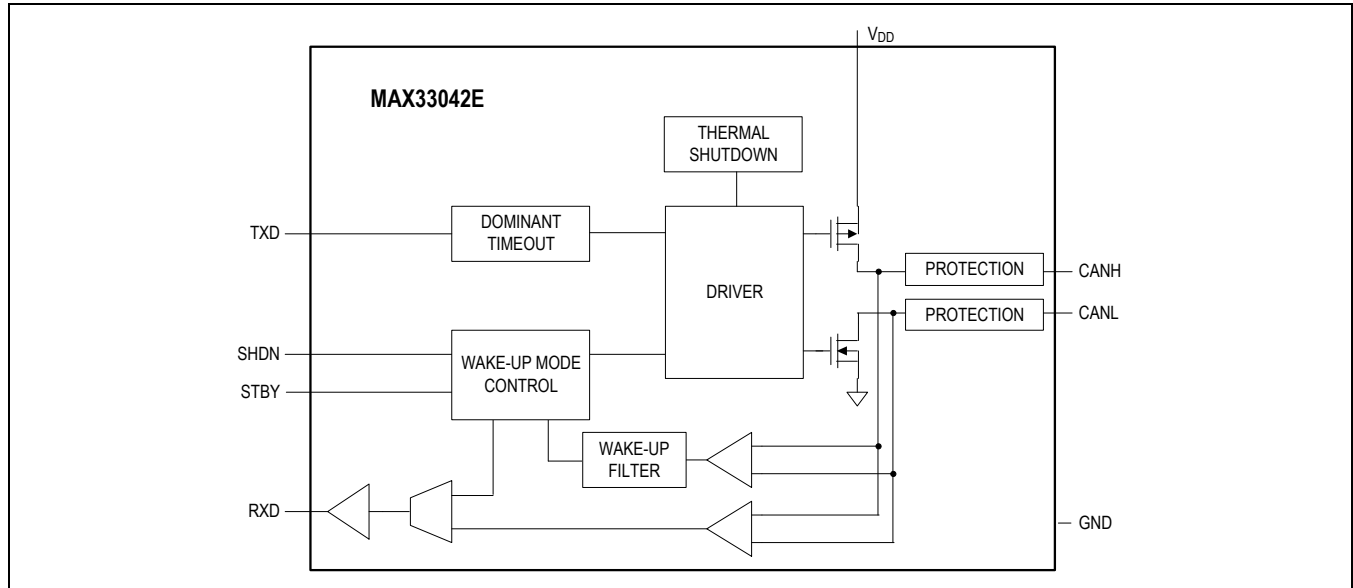 VDD
MAX33042E
THERMAL
SHUTDOWN
TXD
DOMINANT
TIMEOUT
DRIVER
PROTECTION
CANH
PROTECTION
CANL
SHDN
STBY
WAKE-UP MODE
CONTROL
WAKE-UP
FILTER
RXD
GND